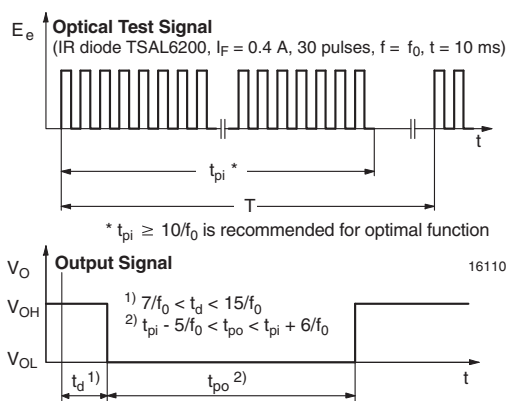 E_e Optical Test Signal
(IR diode TSAL6200, I_F = 0.4 A, 30 pulses, f = f_0, t = 10 ms)
t
t_pi *
T
* t_pi ≥ 10/f_0 is recommended for optimal function
V_O Output Signal 16110
V_OH
1) 7/f_0 < t_d < 15/f_0
2) t_pi - 5/f_0 < t_po < t_pi + 6/f_0
V_OL
t_d 1) t_po 2) t